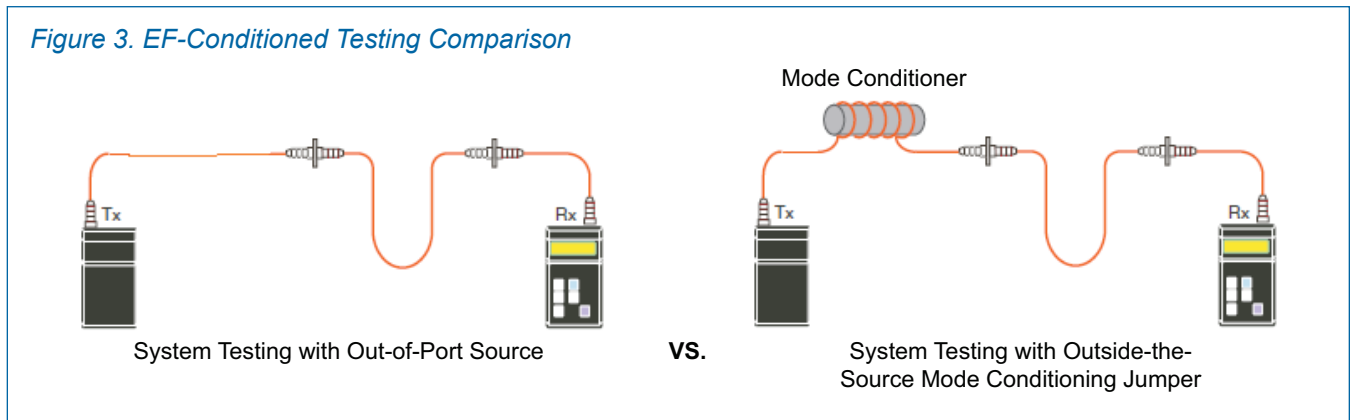 Figure 3. EF-Conditioned Testing Comparison
Mode Conditioner
Tx
Rx
Tx
Rx
System Testing with Out-of-Port Source
VS.
System Testing with Outside-the-
Source Mode Conditioning Jumper